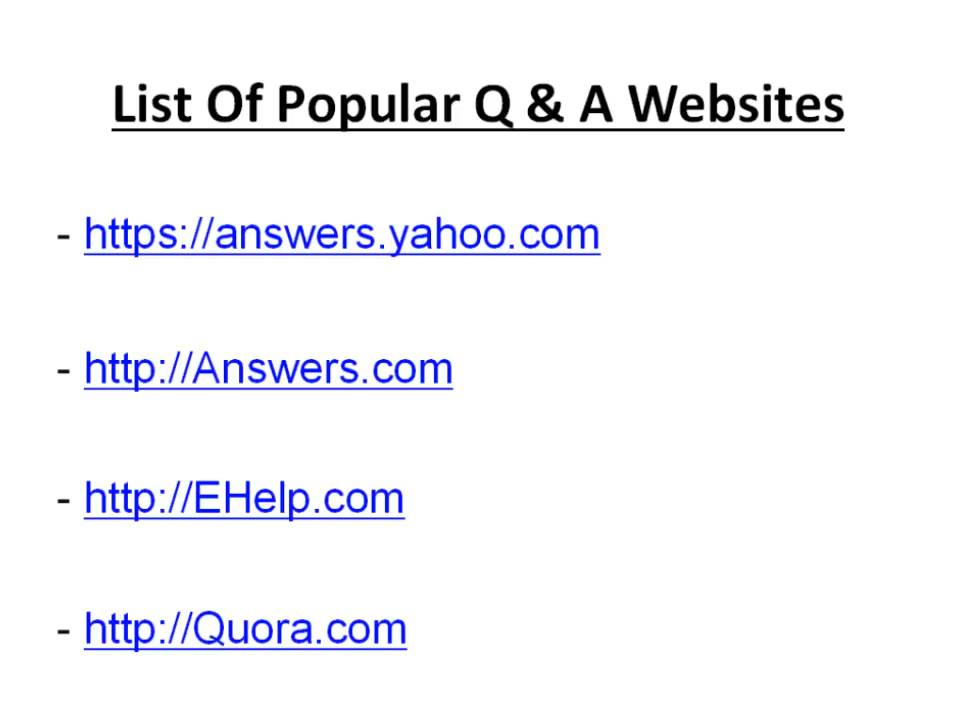 List Of Popular Q & A Websites
- https://answers.yahoo.com
- http://Answers.com
- http://EHelp.com
- http://Quora.com